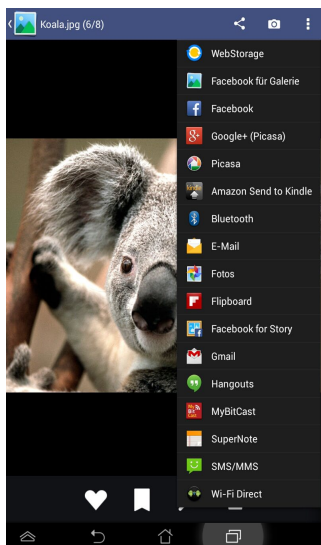 Koala.jpg (6/8)
WebStorage
Facebook für Galerie
Facebook
Google+ (Picasa)
Picasa
Amazon Send to Kindle
Bluetooth
E-Mail
Fotos
Flipboard
Facebook for Story
Gmail
Hangouts
MyBitCast
SuperNote
SMS/MMS
Wi-Fi Direct